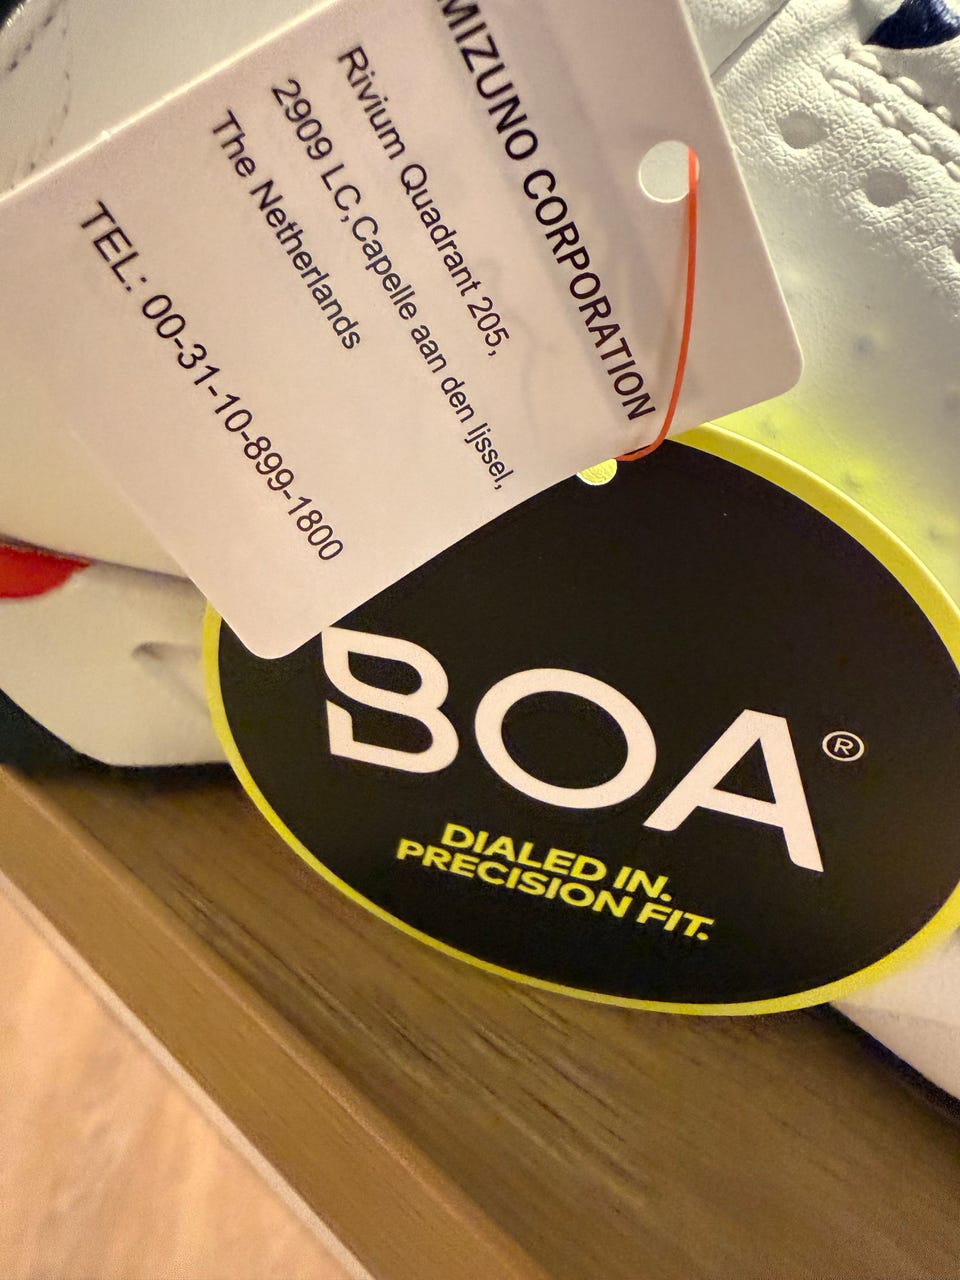 MIZUNO CORPORATION
Rivium Quadrant 205,
2909 LC, Capelle aan den Ijssel,
The Netherlands
TEL: 00-31-10-899-1800
BOA®
DIALED IN.
PRECISION FIT.